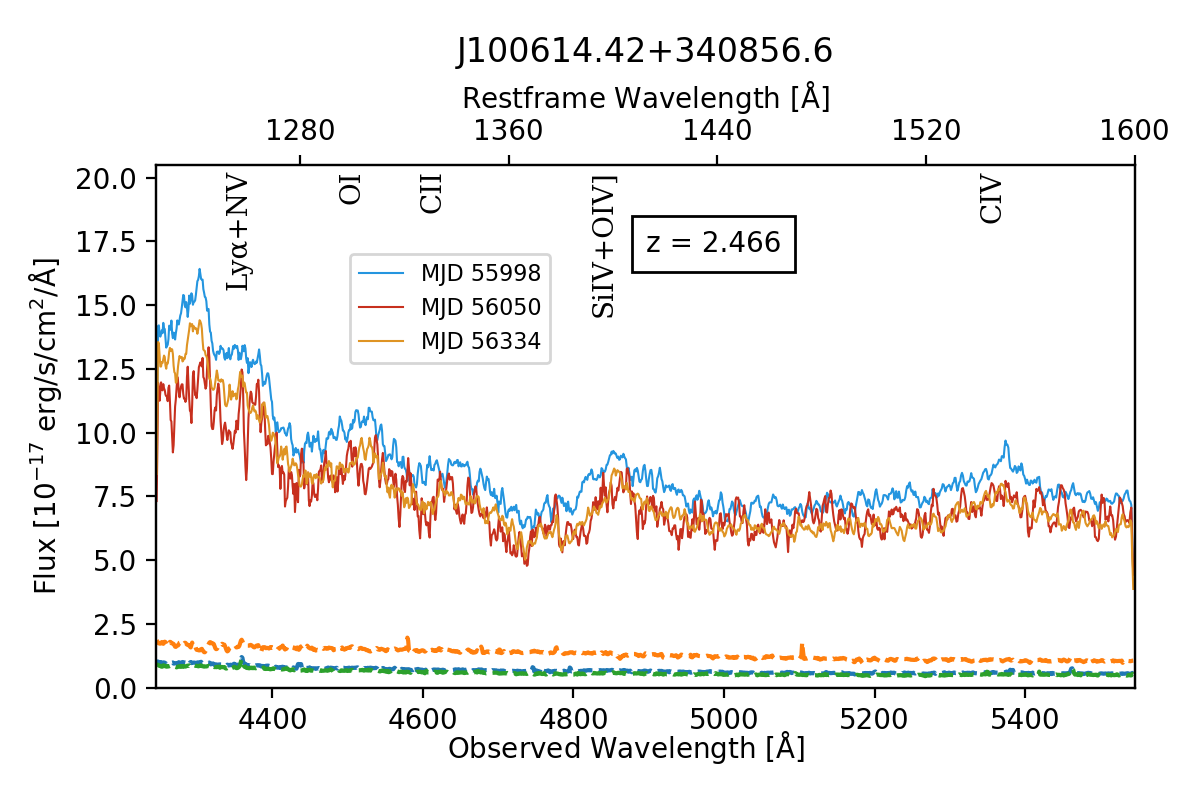 J100614.42+340856.6
Restframe Wavelength [Å]
1280 1360 1440 1520 1600
20.0
17.5
15.0
12.5
10.0
7.5
5.0
2.5
0.0
Flux [10⁻¹⁷ erg/s/cm²/Å]
Lyα+NV
OI
CII
SiIV+OIV]
CIV
z = 2.466
MJD 55998
MJD 56050
MJD 56334
4400 4600 4800 5000 5200 5400
Observed Wavelength [Å]